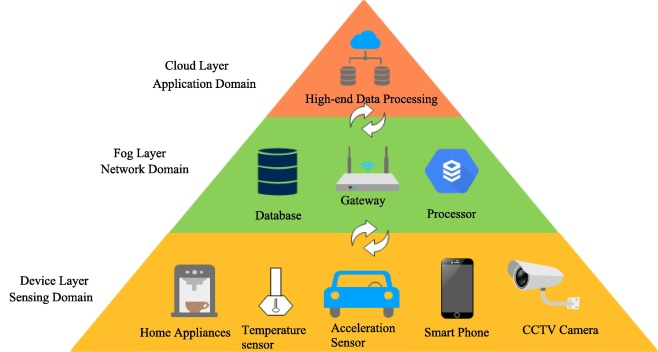 Cloud Layer
Application Domain
High-end Data Processing
Fog Layer
Network Domain
Database
Gateway
Processor
Device Layer
Sensing Domain
Home Appliances
Temperature
sensor
Acceleration
Sensor
Smart Phone
CCTV Camera